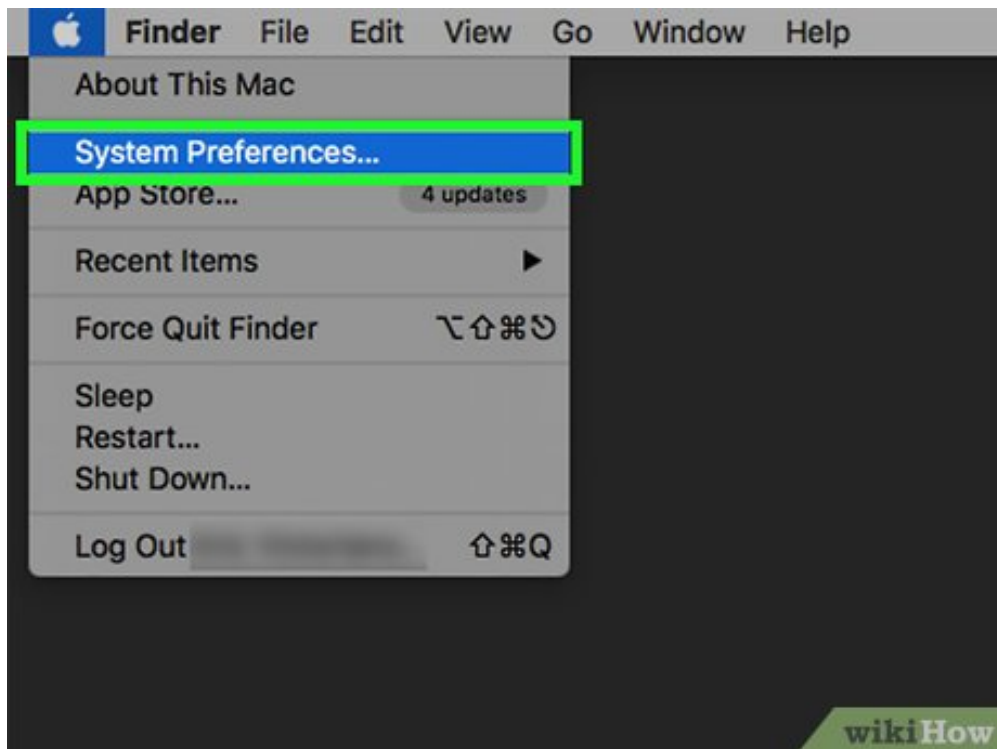 Finder File Edit View Go Window Help
About This Mac
System Preferences...
App Store... 4 updates
Recent Items ▶
Force Quit Finder ⌥⇧⌘⎋
Sleep
Restart...
Shut Down...
Log Out ⇧⌘Q
wikiHow